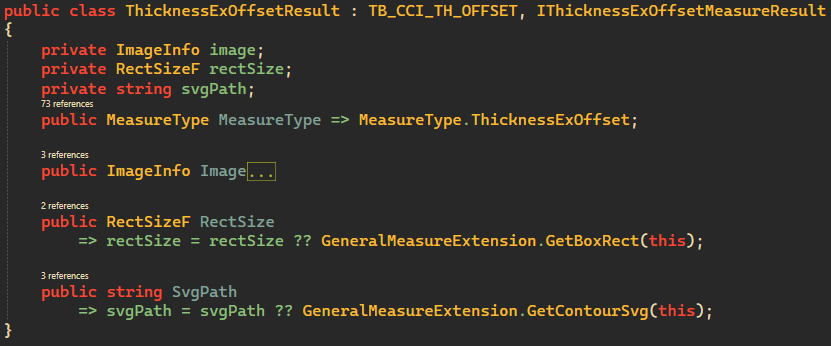 public class ThicknessExOffsetResult : TB_CCI_TH_OFFSET, IThicknessExOffsetMeasureResult
{
private ImageInfo image;
private RectSizeF rectSize;
private string svgPath;
73 references
public MeasureType MeasureType => MeasureType.ThicknessExOffset;
3 references
public ImageInfo Image...
2 references
public RectSizeF RectSize
=> rectSize = rectSize ?? GeneralMeasureExtension.GetBoxRect(this);
3 references
public string SvgPath
=> svgPath = svgPath ?? GeneralMeasureExtension.GetContourSvg(this);
}